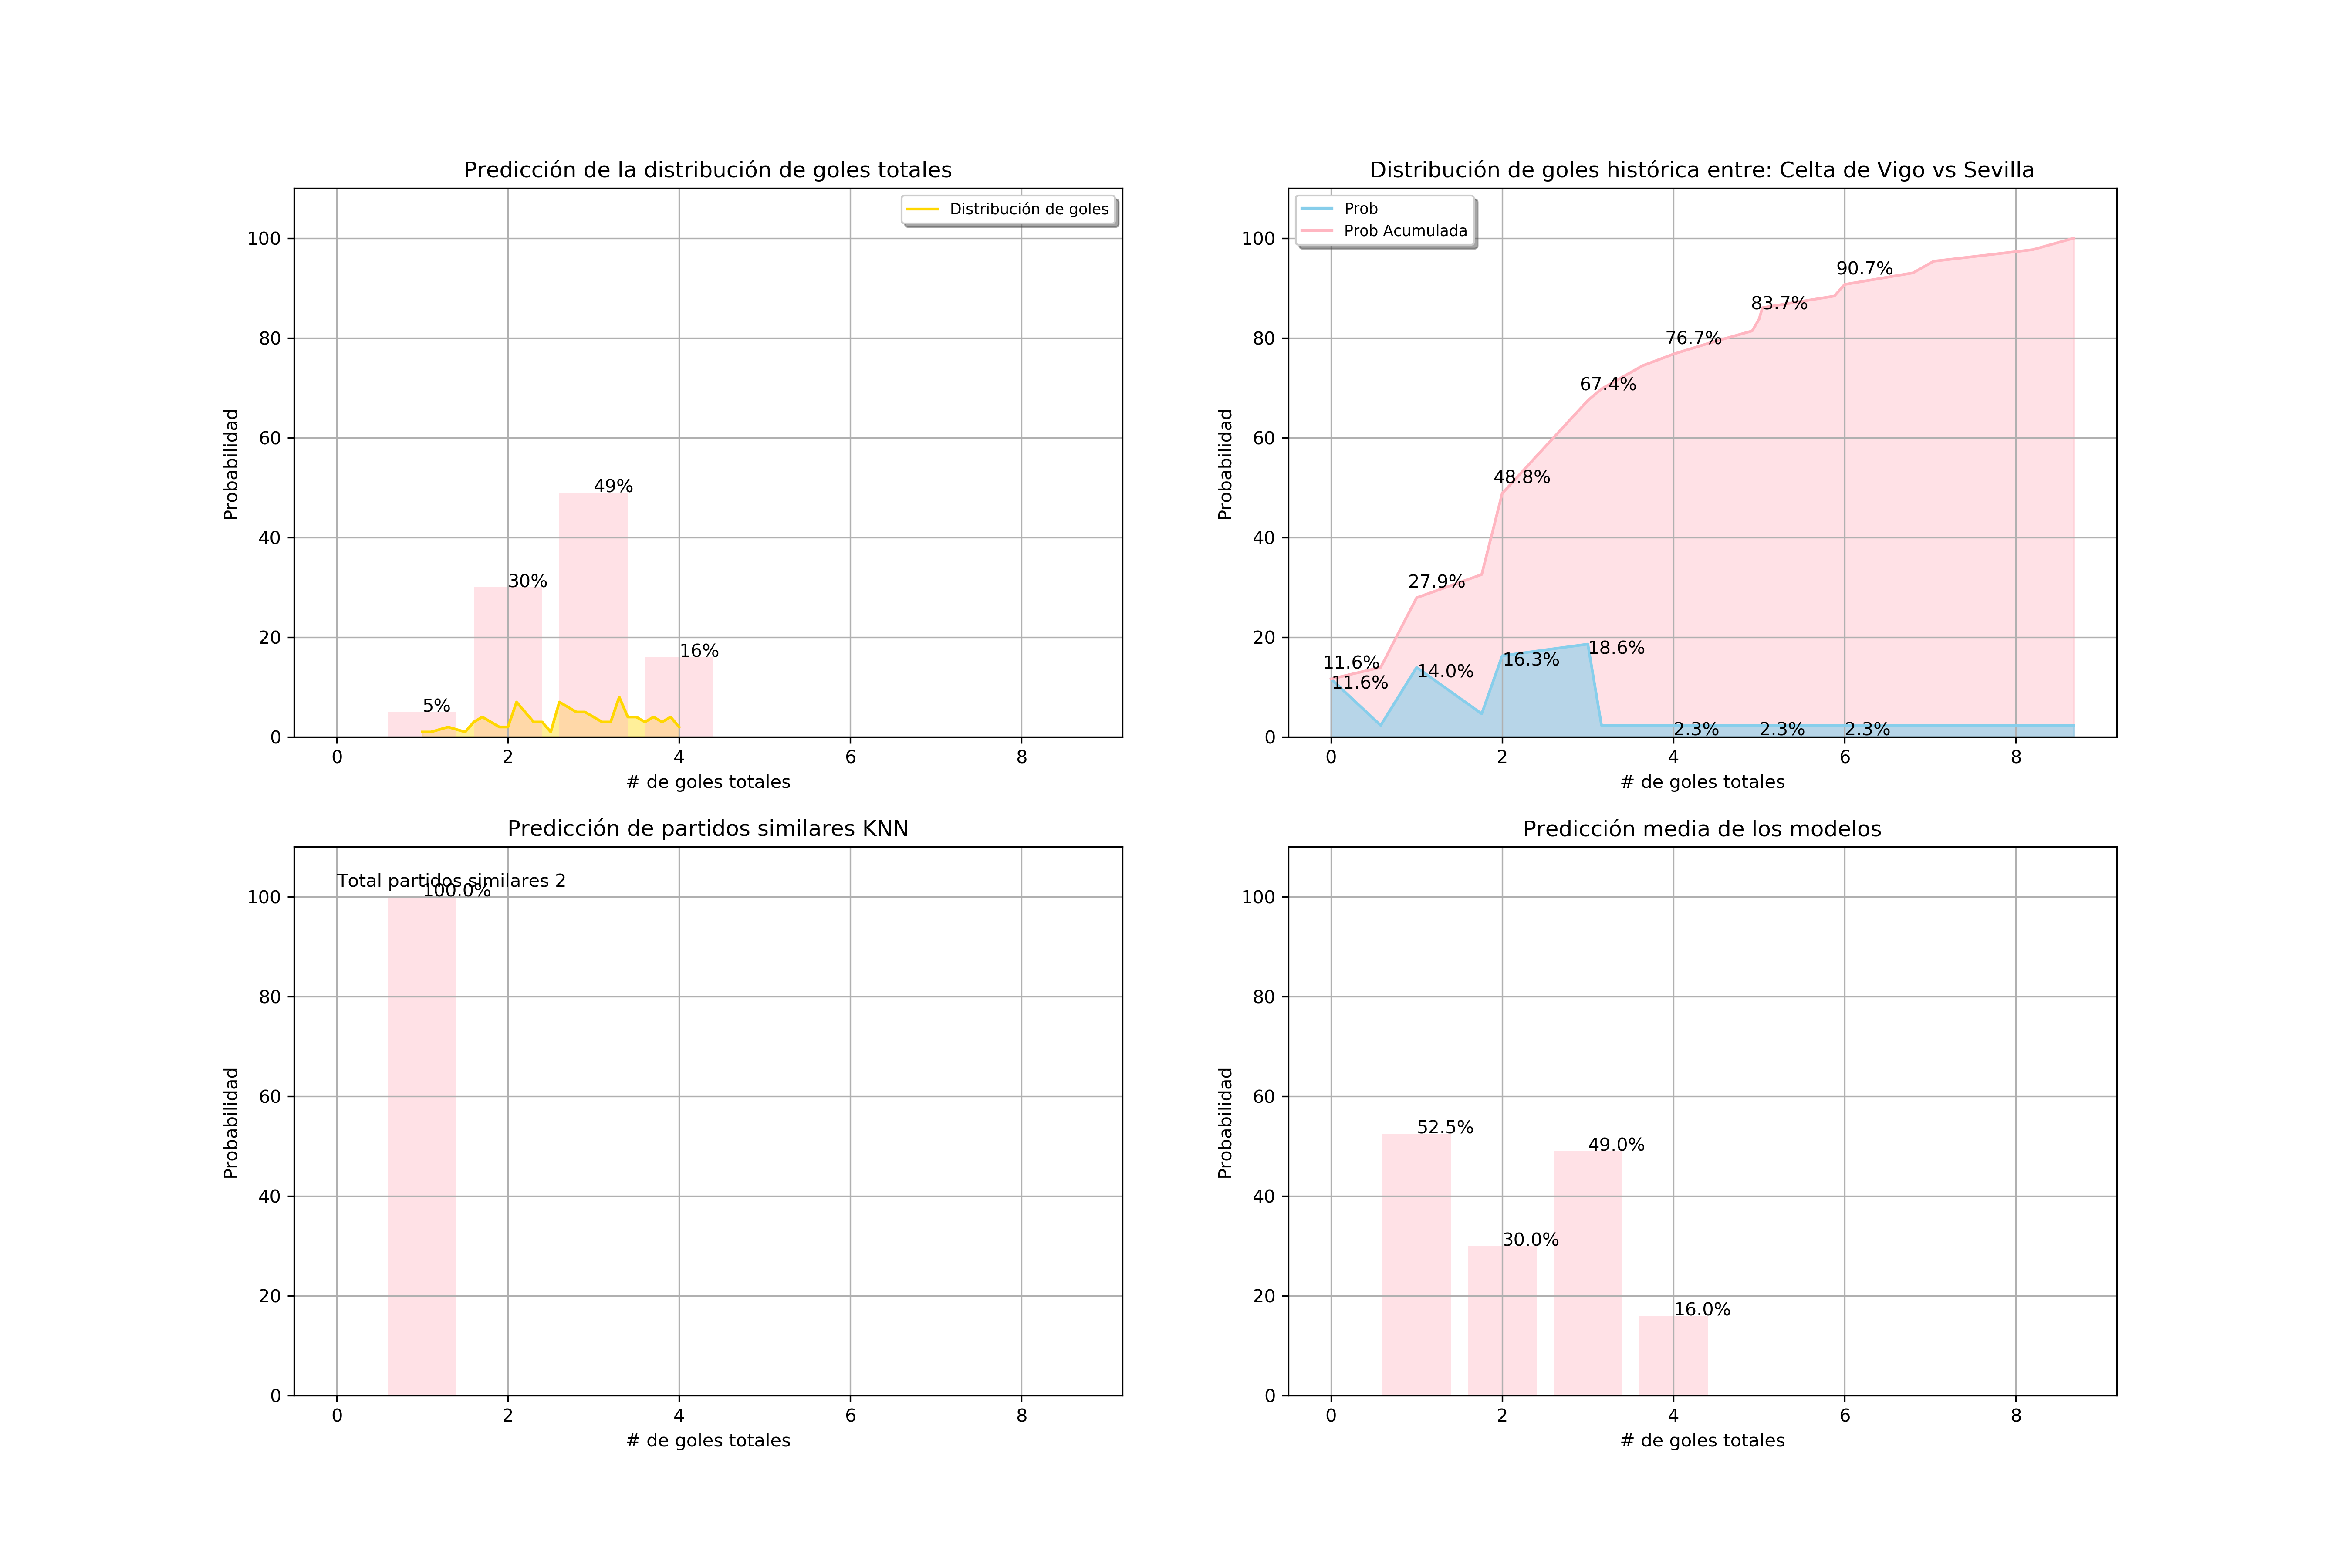 Predicción de la distribución de goles totales
Distribución de goles
100
80
60
40
20
0
Probabilidad
49%
30%
16%
5%
0 2 4 6 8
# de goles totales
Distribución de goles histórica entre: Celta de Vigo vs Sevilla
Prob
Prob Acumulada
100
80
60
40
20
0
Probabilidad
90.7%
83.7%
76.7%
67.4%
48.8%
27.9%
11.6%
18.6%
16.3%
14.0%
11.6%
2.3% 2.3% 2.3%
0 2 4 6 8
# de goles totales
Predicción de partidos similares KNN
Total partidos similares 2
100.0%
100
80
60
40
20
0
Probabilidad
0 2 4 6 8
# de goles totales
Predicción media de los modelos
100
80
60
40
20
0
Probabilidad
52.5%
49.0%
30.0%
16.0%
0 2 4 6 8
# de goles totales